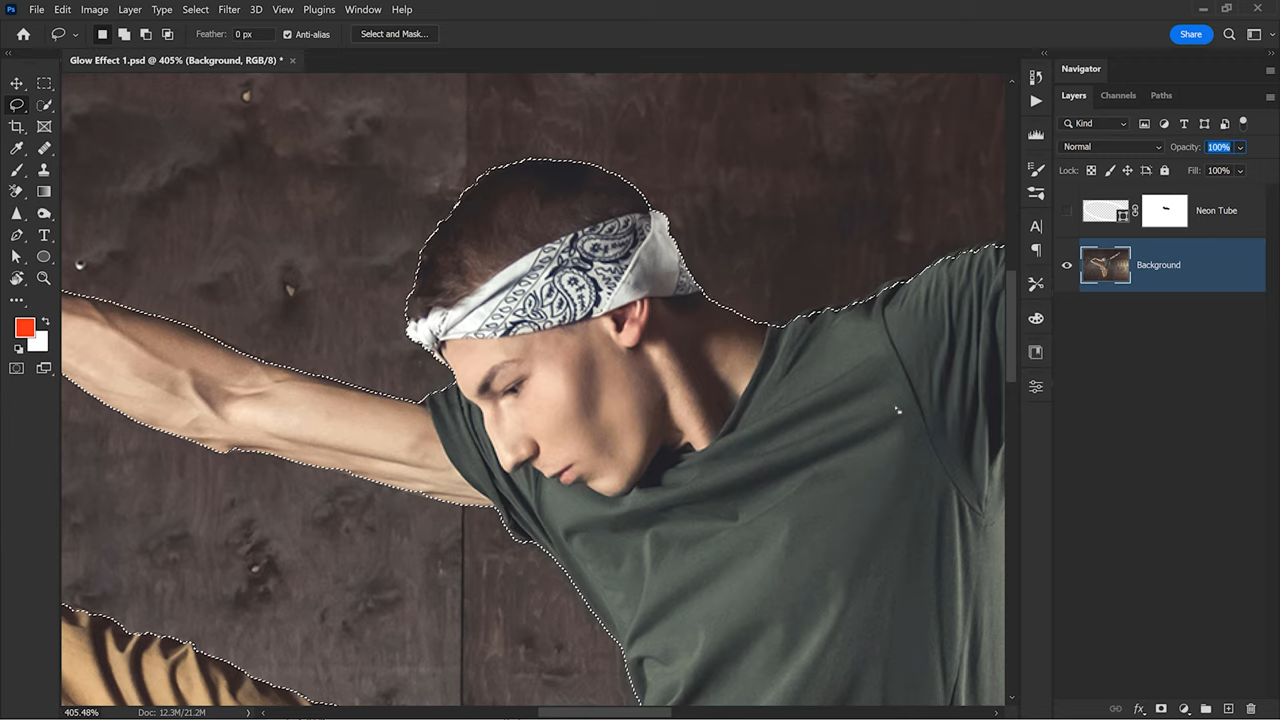 Ps File Edit Image Layer Type Select Filter 3D View Plugins Window Help
Feather: 0 px Anti-alias Select and Mask... Share
Glow Effect 1.psd @ 405% (Background, RGB/8) *
Navigator
Layers Channels Paths
Kind
Normal Opacity: 100%
Lock: Fill: 100%
Neon Tube
Background
405.48% Doc: 12.3M/21.2M